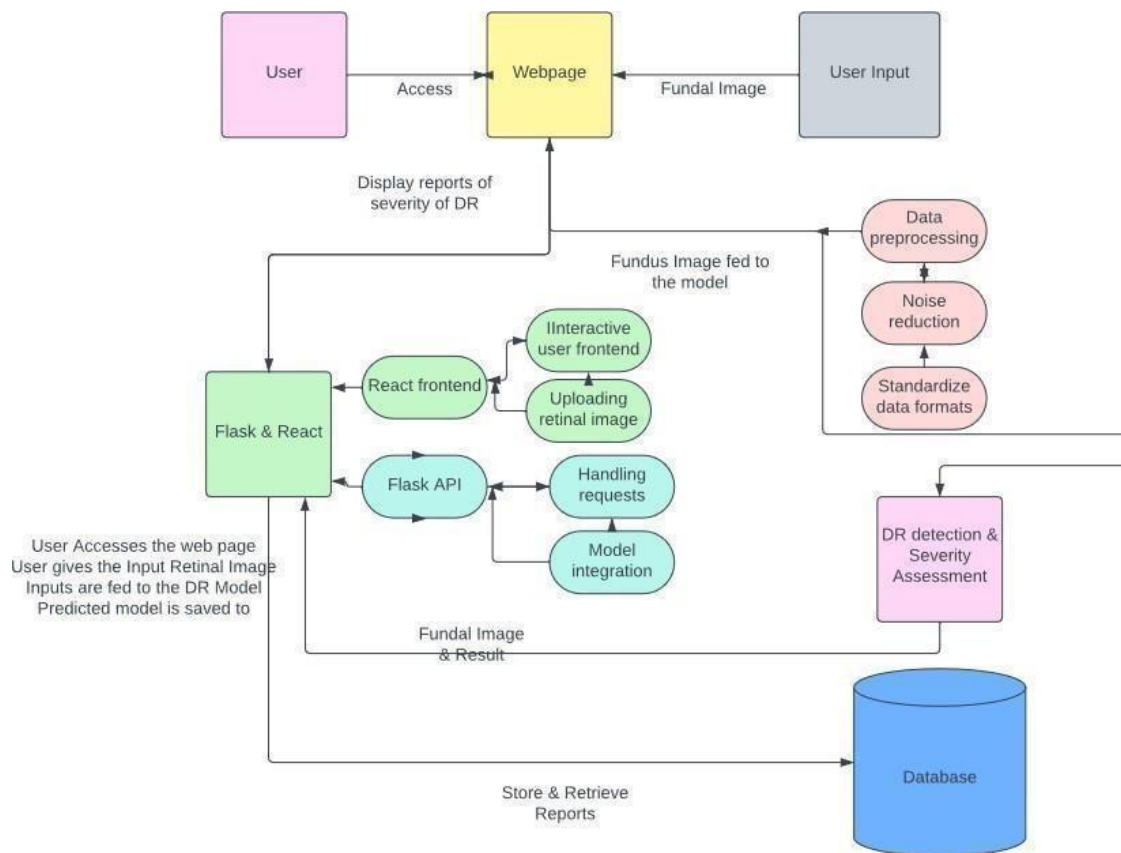 User
Webpage
User Input
Access
Fundal Image
Display reports of
severity of DR
Data
preprocessing
Fundus Image fed to
the model
Noise
reduction
IInteractive
user frontend
React frontend
Standardize
data formats
Uploading
retinal image
Flask & React
Flask API
Handling
requests
Model
integration
DR detection &
Severity
Assessment
User Accesses the web page
User gives the Input Retinal Image
Inputs are fed to the DR Model
Predicted model is saved to
Fundal Image
& Result
Database
Store & Retrieve
Reports